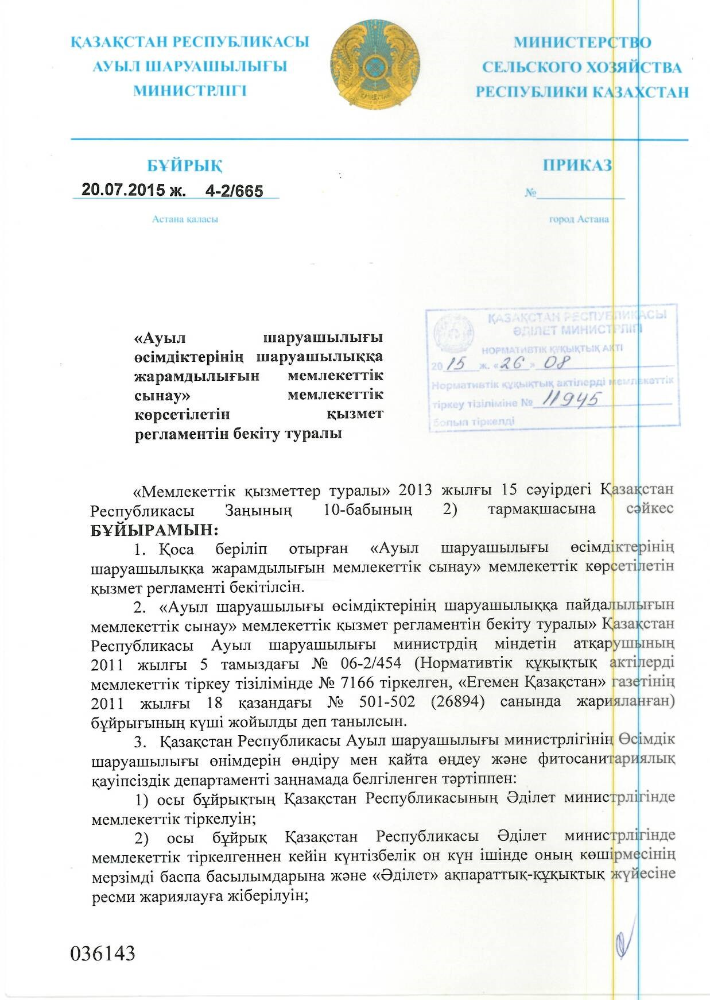 ҚАЗАҚСТАН РЕСПУБЛИКАСЫ
АУЫЛ ШАРУАШЫЛЫҒЫ
МИНИСТРЛІГІ
МИНИСТЕРСТВО
СЕЛЬСКОГО ХОЗЯЙСТВА
РЕСПУБЛИКИ КАЗАХСТАН
БҰЙРЫҚ
20.07.2015 ж. 4-2/665
Астана қаласы
ПРИКАЗ
№
город Астана
ҚАЗАҚСТАН РЕСПУБЛИКАСЫ
ӘДІЛЕТ МИНИСТРЛІГІ
НОРМАТИВТІК ҚҰҚЫҚТЫҚ АКТІ
20 15 ж. «26» 08
Нормативтік құқықтық актілерді мемлекеттік
тіркеу тізіліміне № 11945
болып тіркелді
«Ауыл шаруашылығы
өсімдіктерінің шаруашылыққа
жарамдылығын мемлекеттік
сынау» мемлекеттік
көрсетілетін қызмет
регламентін бекіту туралы
«Мемлекеттік қызметтер туралы» 2013 жылғы 15 сәуірдегі Қазақстан
Республикасы Заңының 10-бабының 2) тармақшасына сәйкес
БҰЙЫРАМЫН:
1. Қоса беріліп отырған «Ауыл шаруашылығы өсімдіктерінің
шаруашылыққа жарамдылығын мемлекеттік сынау» мемлекеттік көрсетілетін
қызмет регламенті бекітілсін.
2. «Ауыл шаруашылығы өсімдіктерінің шаруашылыққа пайдалылығын
мемлекеттік сынау» мемлекеттік қызмет регламентін бекіту туралы» Қазақстан
Республикасы Ауыл шаруашылығы министрдің міндетін атқарушының
2011 жылғы 5 тамыздағы № 06-2/454 (Нормативтік құқықтық актілерді
мемлекеттік тіркеу тізілімінде № 7166 тіркелген, «Егемен Қазақстан» газетінің
2011 жылғы 18 қазандағы № 501-502 (26894) санында жарияланған)
бұйрығының күші жойылды деп танылсын.
3. Қазақстан Республикасы Ауыл шаруашылығы министрлігінің Өсімдік
шаруашылығы өнімдерін өндіру мен қайта өңдеу және фитосанитариялық
қауіпсіздік департаменті заңнамада белгіленген тәртіппен:
1) осы бұйрықтың Қазақстан Республикасының Әділет министрлігінде
мемлекеттік тіркелуін;
2) осы бұйрық Қазақстан Республикасы Әділет министрлігінде
мемлекеттік тіркелгеннен кейін күнтізбелік он күн ішінде оның көшірмесінің
мерзімді баспа басылымдарына және «Әділет» ақпараттық-құқықтық жүйесіне
ресми жариялауға жіберілуін;
036143